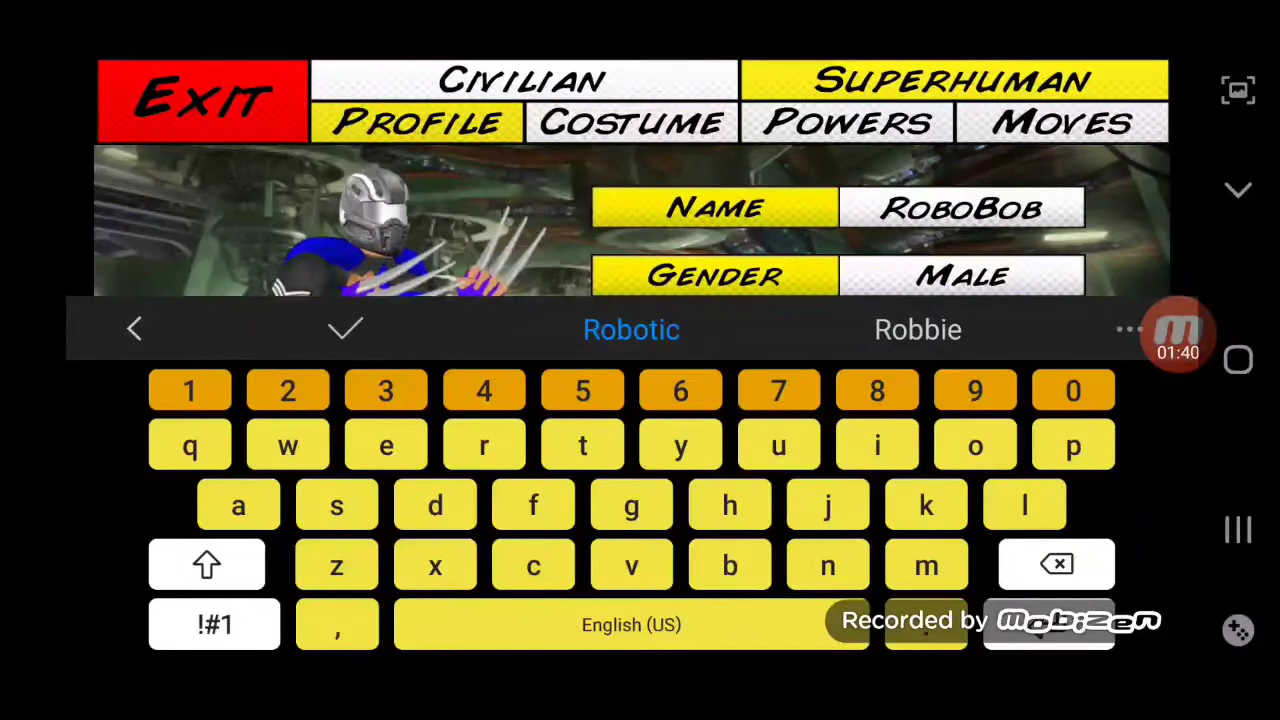 EXIT
CIVILIAN
SUPERHUMAN
PROFILE
COSTUME
POWERS
MOVES
NAME
ROBOBOB
GENDER
MALE
Robotic
Robbie
01:40
1 2 3 4 5 6 7 8 9 0
q w e r t y u i o p
a s d f g h j k l
z x c v b n m
!#1 , English (US) .
Recorded by mobizen